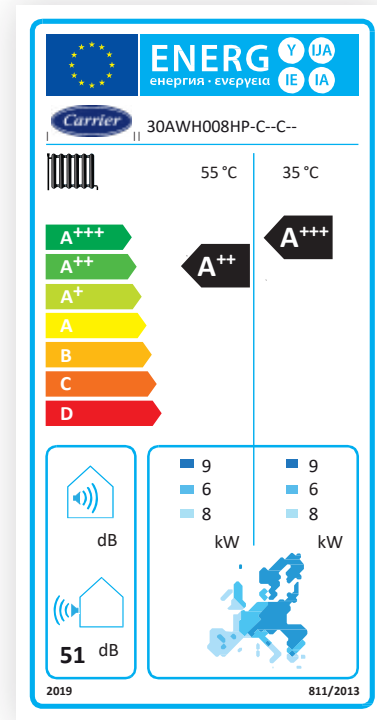 ENERG Y IJA
енергия · ενεργεια IE IA
Carrier 30AWH008HP-C--C--
55 °C 35 °C
A+++
A++
A+
A
B
C
D
A++
A+++
9 9
6 6
8 8
kW kW
dB
51 dB
2019 811/2013